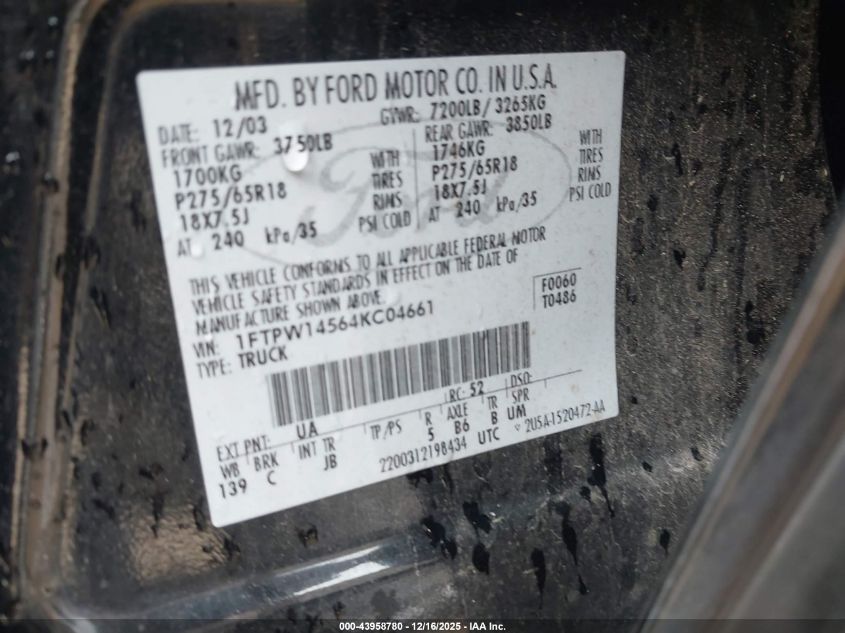 MFD. BY FORD MOTOR CO. IN U.S.A.
DATE: 12/03 GVWR: 7200LB/ 3265KG
FRONT GAWR: 3750LB REAR GAWR: 3850LB
1700KG WITH 1746KG WITH
P275/65R18 TIRES P275/65R18 TIRES
18X7.5J RIMS 18X7.5J RIMS
AT 240 kPa/35 PSI COLD AT 240 kPa/35 PSI COLD
Ford
THIS VEHICLE CONFORMS TO ALL APPLICABLE FEDERAL MOTOR
VEHICLE SAFETY STANDARDS IN EFFECT ON THE DATE OF
MANUFACTURE SHOWN ABOVE.
VIN: 1FTPW14564KC04661 F0060
TYPE: TRUCK T0486
RC: 52 DSO:
EXT PNT: UA
WB BRK INT TR TP/PS R AXLE TR SPR
139 C JB 5 B6 B UM
2200312198434 UTC 2U5A-1520472-AA
000-43958780 - 12/16/2025 - IAA Inc.